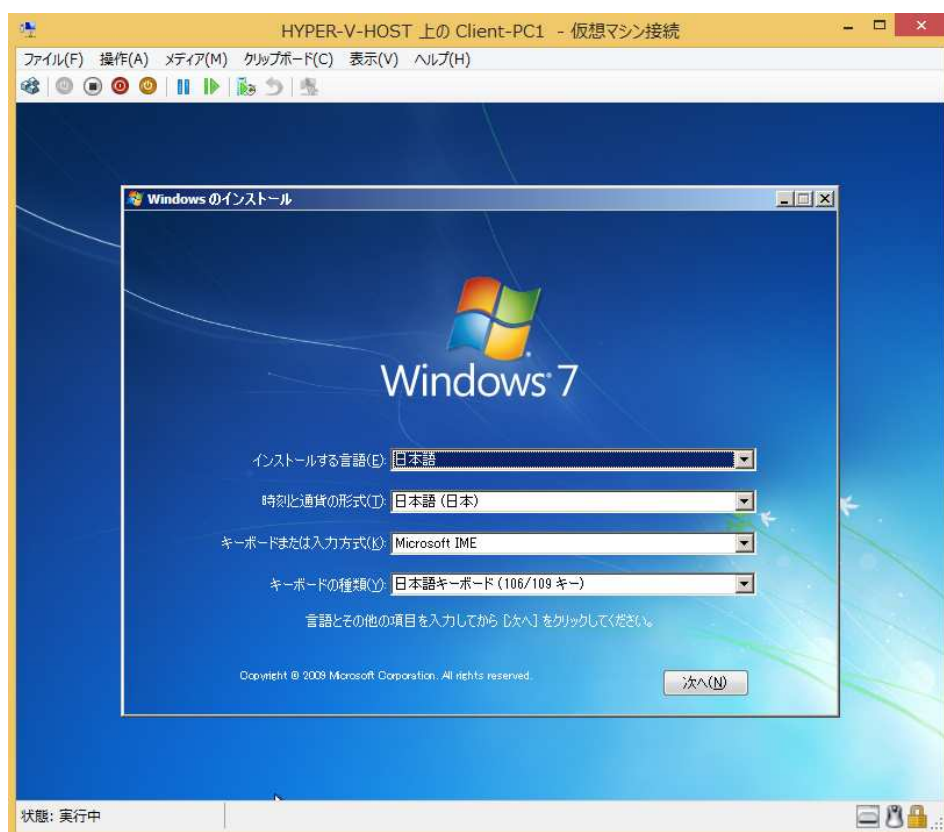 HYPER-V-HOST 上の Client-PC1 - 仮想マシン接続
ファイル(F) 操作(A) メディア(M) クリップボード(C) 表示(V) ヘルプ(H)
Windows のインストール
Windows 7
インストールする言語(E): 日本語
時刻と通貨の形式(T): 日本語 (日本)
キーボードまたは入力方式(K): Microsoft IME
キーボードの種類(Y): 日本語キーボード (106/109 キー)
言語とその他の項目を入力してから [次へ] をクリックしてください。
Copyright © 2009 Microsoft Corporation. All rights reserved.
次へ(N)
状態: 実行中